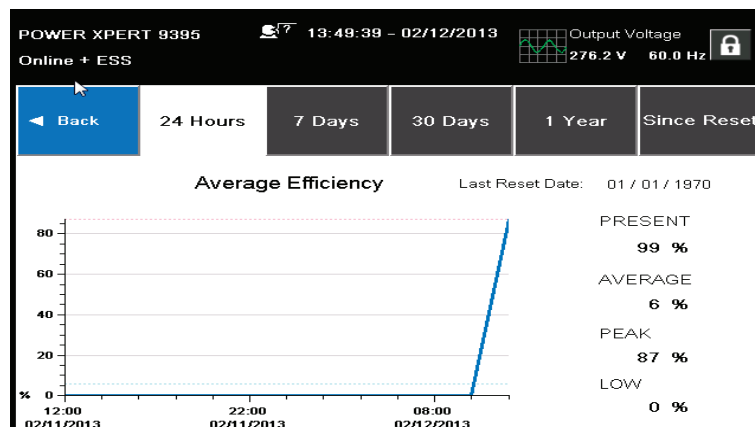 POWER XPERT 9395
? 13:49:39 - 02/12/2013
Output Voltage
Online + ESS
276.2 V 60.0 Hz
Back
24 Hours
7 Days
30 Days
1 Year
Since Reset
Average Efficiency
Last Reset Date: 01 / 01 / 1970
80
60
40
20
% 0
12:00
02/11/2013
22:00
02/11/2013
08:00
02/12/2013
PRESENT
99 %
AVERAGE
6 %
PEAK
87 %
LOW
0 %